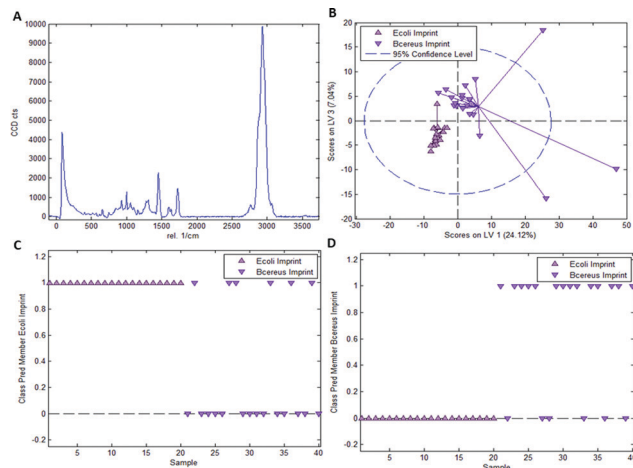 A
10000
9000
8000
7000
6000
5000
4000
3000
2000
1000
0
CCD cts
0 500 1000 1500 2000 2500 3000 3500
rel. 1/cm
B
Ecoli Imprint
Bcereus Imprint
95% Confidence Level
20
15
10
5
0
-5
-10
-15
-20
Scores on LV 3 (7.04%)
-30 -20 -10 0 10 20 30 40 50
Scores on LV 1 (24.12%)
C
Ecoli Imprint
Bcereus Imprint
1.2
1
0.8
0.6
0.4
0.2
0
-0.2
Class Pred Member Ecoli Imprint
5 10 15 20 25 30 35 40
Sample
D
Ecoli Imprint
Bcereus Imprint
1.2
1
0.8
0.6
0.4
0.2
0
-0.2
Class Pred Member Bcereus Imprint
5 10 15 20 25 30 35 40
Sample